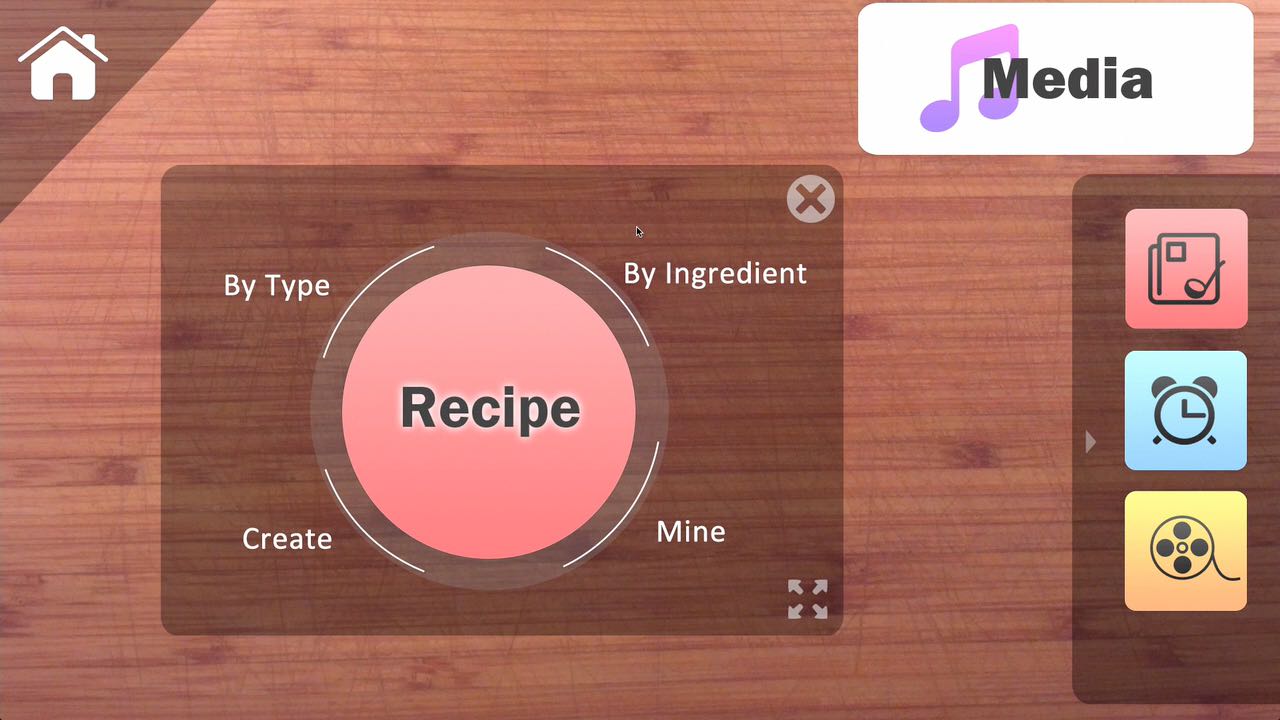 Media
By Type
By Ingredient
Recipe
Create
Mine